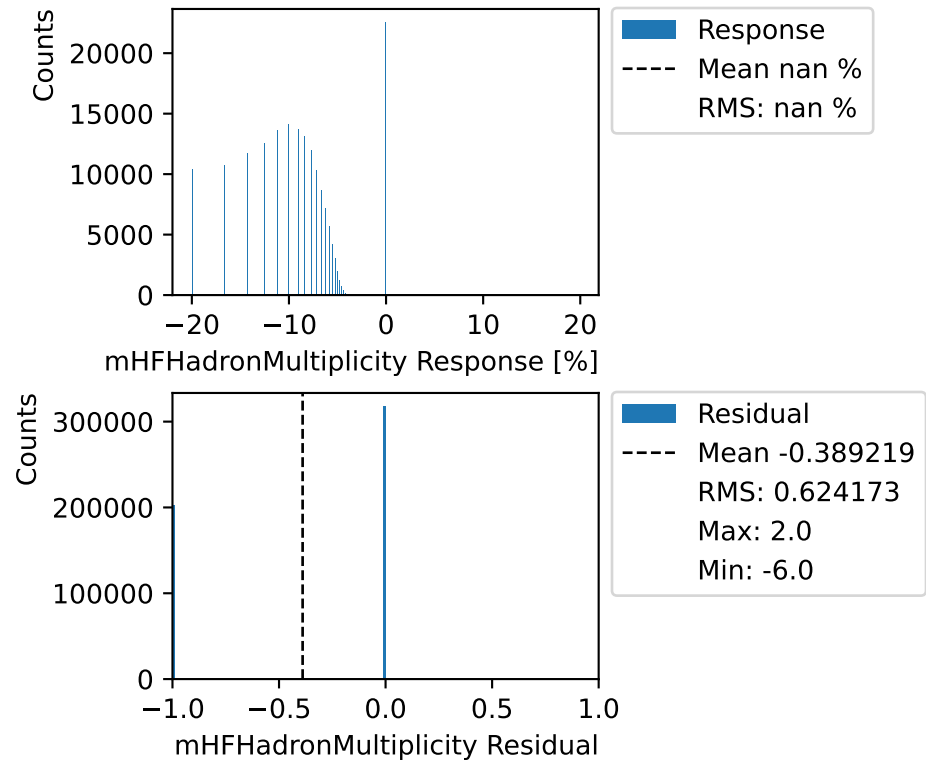 Counts
20000
15000
10000
5000
0
−20 −10 0 10 20
mHFHadronMultiplicity Response [%]
Response
Mean nan %
RMS: nan %
Counts
300000
200000
100000
0
−1.0 −0.5 0.0 0.5 1.0
mHFHadronMultiplicity Residual
Residual
Mean -0.389219
RMS: 0.624173
Max: 2.0
Min: -6.0